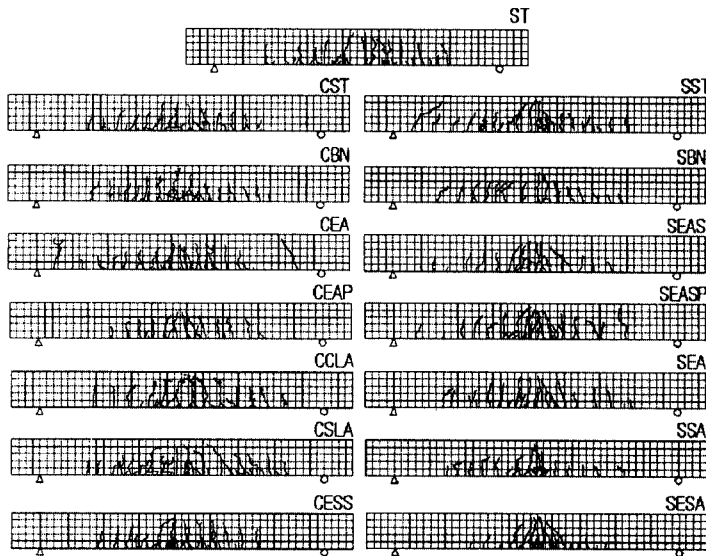 ST
CST SST
CBN SBN
CEA SEAS
CEAP SEASP
CCLA SEA
CSLA SSA
CESS SESA